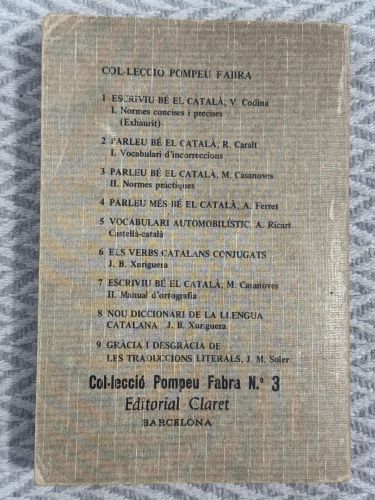 COL·LECCIÓ POMPEU FABRA
1 ESCRIVIU BÉ EL CATALÀ, V. Codina
I. Normes concises i precises
(Exhaurit).
2 PARLEU BÉ EL CATALÀ, R. Caralt
I. Vocabulari d'incorreccions
3 PARLEU BÉ EL CATALÀ, M. Casanoves
II. Normes pràctiques
4 PARLEU MÉS BÉ EL CATALÀ, A. Ferret
5 VOCABULARI AUTOMOBILÍSTIC, A. Ricart
Castellà-català
6 ELS VERBS CATALANS CONJUGATS
J. B. Xuriguera
7 ESCRIVIU BÉ EL CATALÀ, M. Casanoves
II. Manual d'ortografia
8 NOU DICCIONARI DE LA LLENGUA
CATALANA J. B. Xuriguera
9 GRÀCIA I DESGRÀCIA DE
LES TRADUCCIONS LITERALS, J. M. Soler
Col·lecció Pompeu Fabra N.º 3
Editorial Claret
BARCELONA